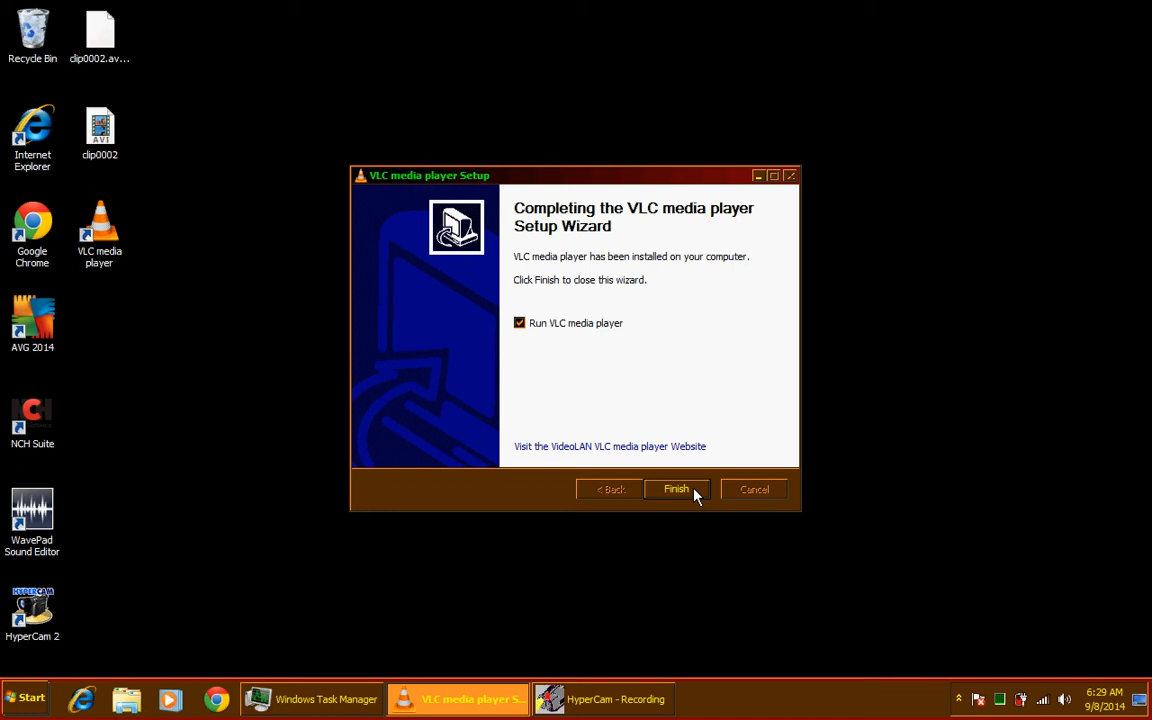 Recycle Bin
clip0002.av...
Internet
Explorer
AVI
clip0002
Google
Chrome
VLC media
player
AVG 2014
NCH
NCH Suite
WavePad
Sound Editor
HYPERCAM
HyperCam 2
VLC media player Setup
Completing the VLC media player
Setup Wizard
VLC media player has been installed on your computer.
Click Finish to close this wizard.
Run VLC media player
Visit the VideoLAN VLC media player Website
< Back
Finish
Cancel
Start
Windows Task Manager
VLC media player S...
HyperCam - Recording
6:29 AM
9/8/2014